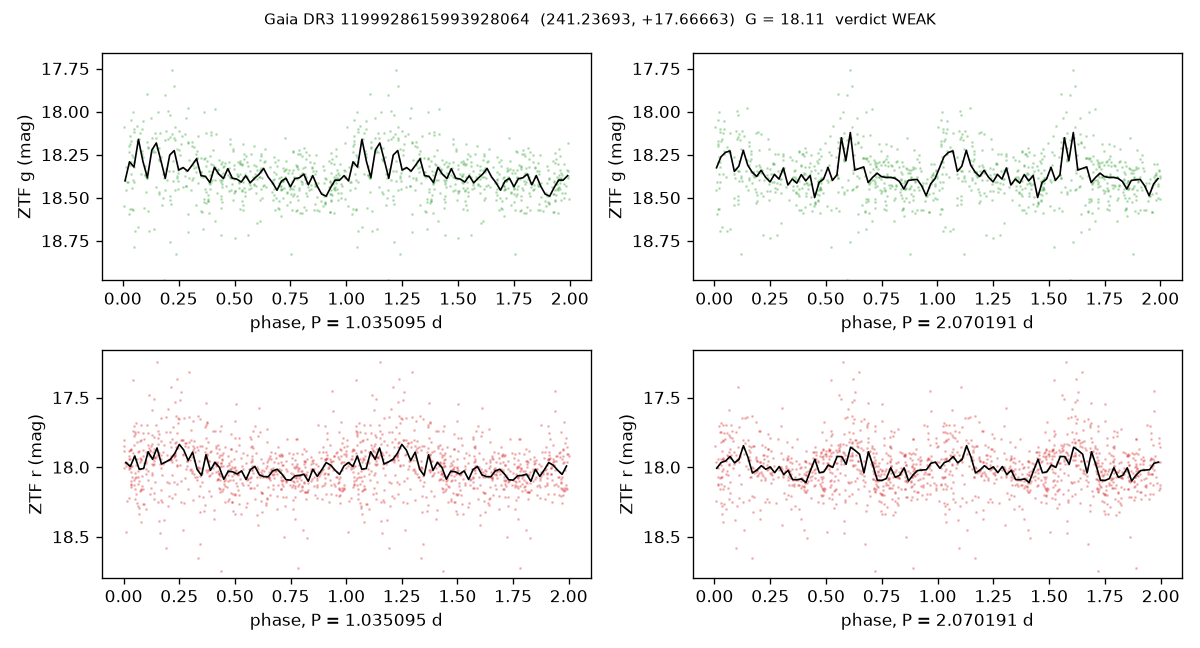 Gaia DR3 1199928615993928064 (241.23693, +17.66663) G = 18.11 verdict WEAK
ZTF g (mag)
17.75
18.00
18.25
18.50
18.75
0.00 0.25 0.50 0.75 1.00 1.25 1.50 1.75 2.00
phase, P = 1.035095 d
ZTF g (mag)
17.75
18.00
18.25
18.50
18.75
0.00 0.25 0.50 0.75 1.00 1.25 1.50 1.75 2.00
phase, P = 2.070191 d
ZTF r (mag)
17.5
18.0
18.5
0.00 0.25 0.50 0.75 1.00 1.25 1.50 1.75 2.00
phase, P = 1.035095 d
ZTF r (mag)
17.5
18.0
18.5
0.00 0.25 0.50 0.75 1.00 1.25 1.50 1.75 2.00
phase, P = 2.070191 d